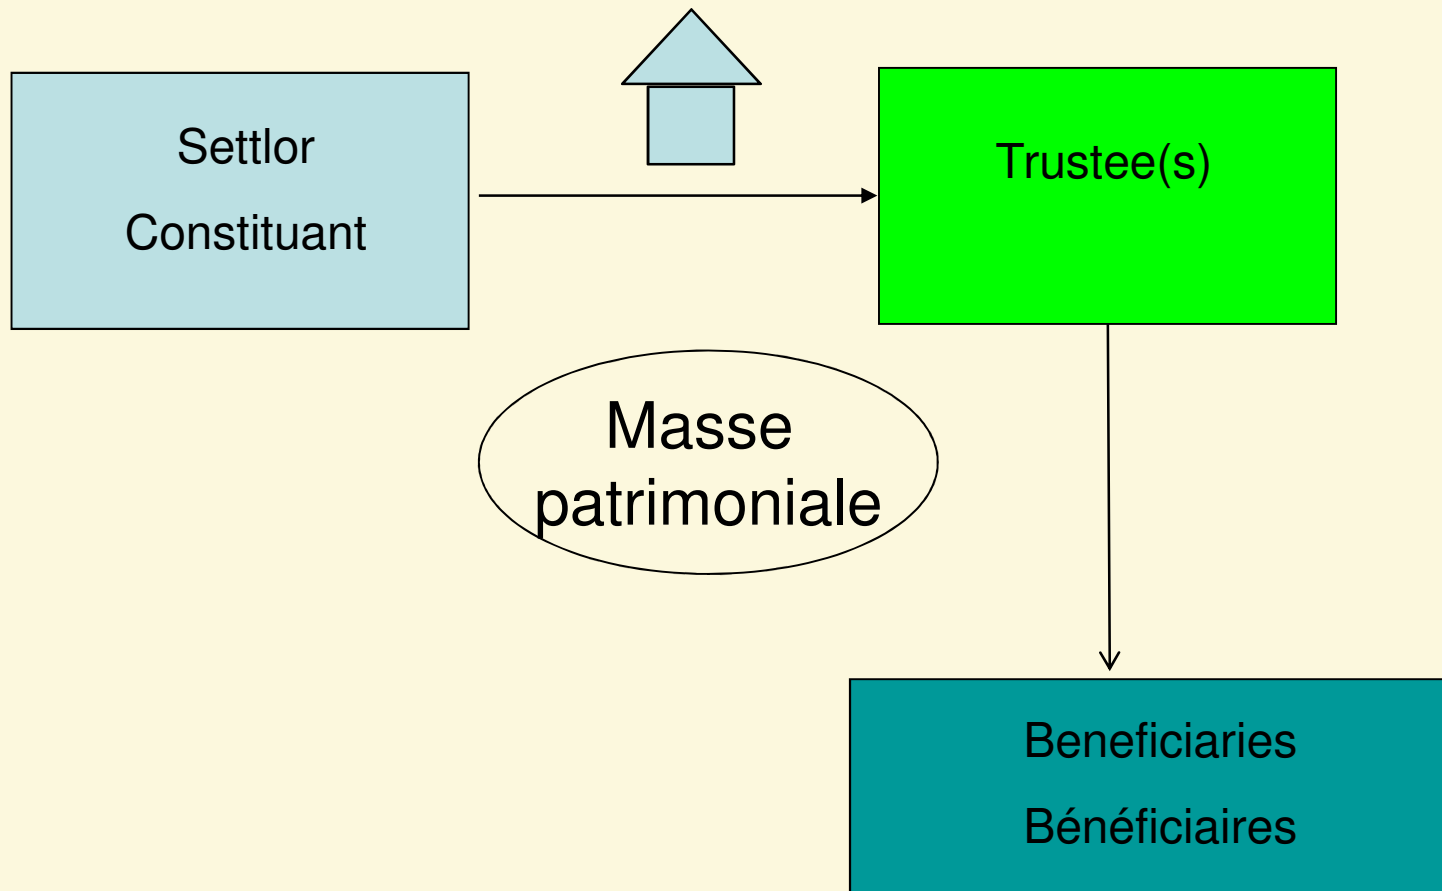 Settlor
Constituant
Trustee(s)
Masse
patrimoniale
Beneficiaries
Bénéficiaires